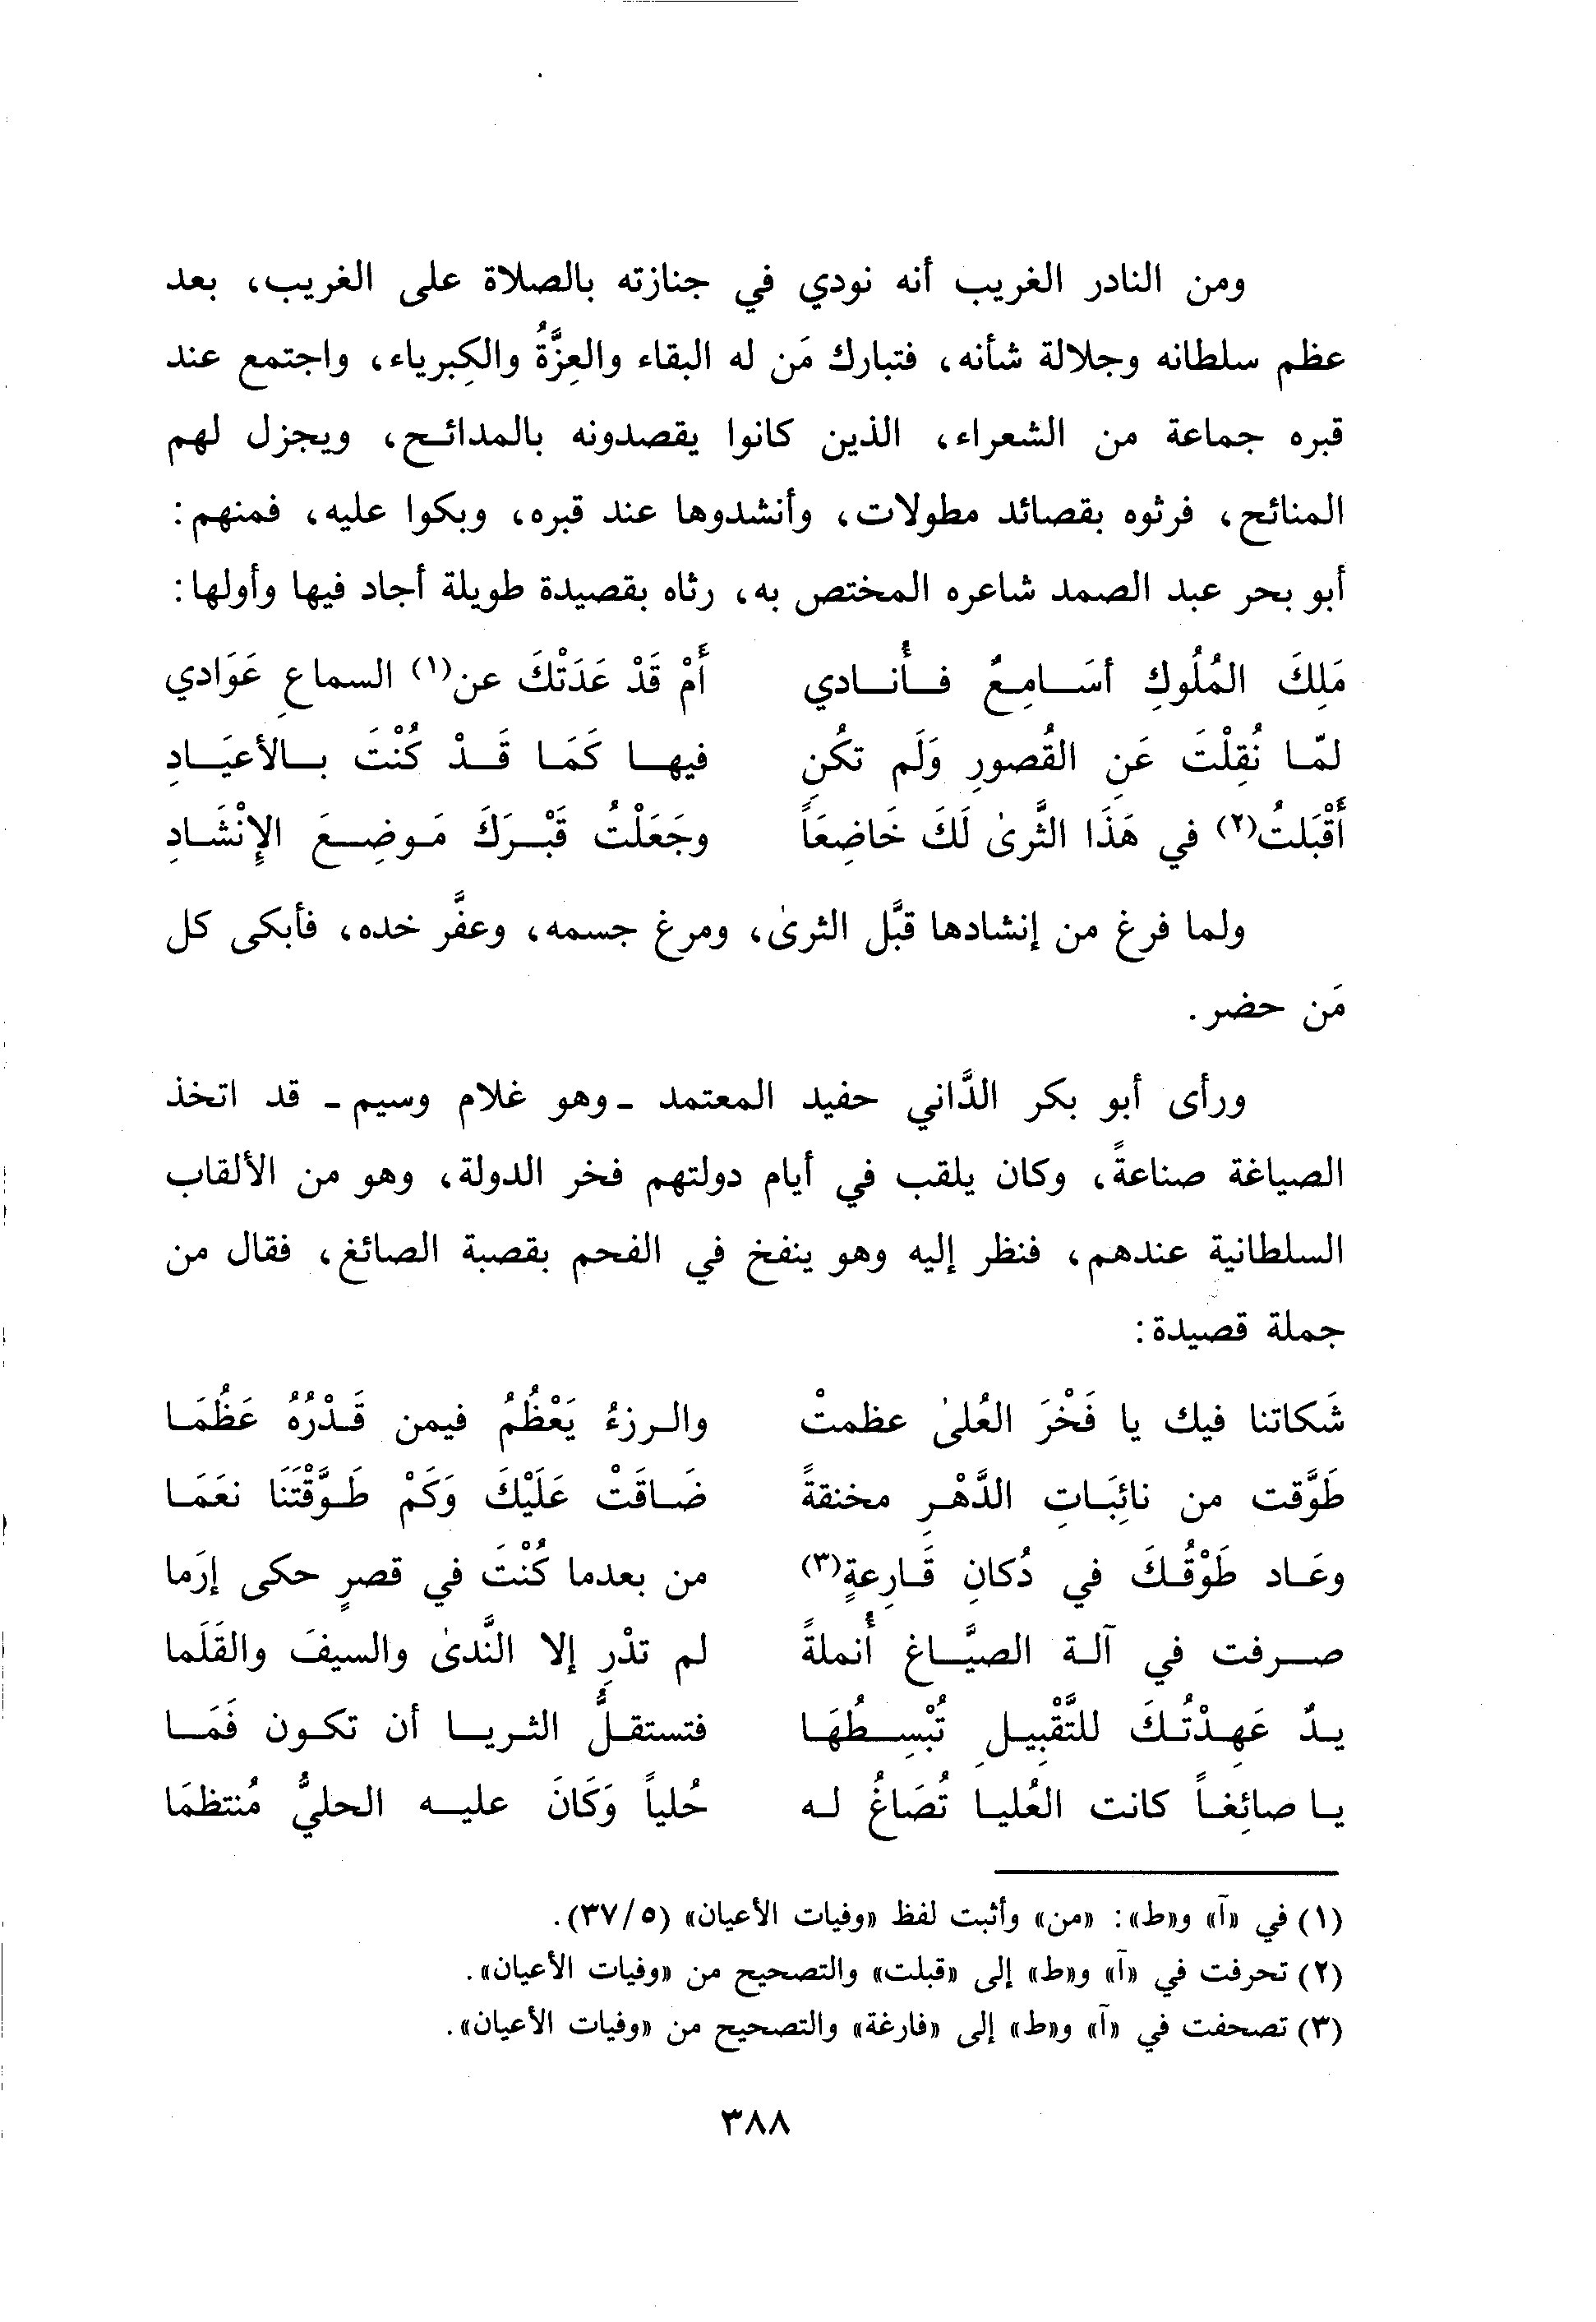 ومن النادر الغريب أنه نودي في جنازته بالصلاة على الغريب، بعد
عظم سلطانه وجلالة شأنه، فتبارك مَن له البقاء والعِزَّةُ والكِبرياء، واجتمع عند
قبره جماعة من الشعراء، الذين كانوا يقصدونه بالمدائح، ويجزل لهم
المنائح، فرثوه بقصائد مطولات، وأنشدوها عند قبره، وبكوا عليه، فمنهم:
أبو بحر عبد الصمد شاعره المختص به، رثاه بقصيدة طويلة أجاد فيها وأولها:
مَلِكَ المُلُوكِ أسَامِعٌ فأُنادي أَمْ قَدْ عَدَتْكَ عن(١) السماعِ عَوَادي
لمّا نُقِلْتَ عَنِ القُصورِ وَلَم تكُنِ فيها كَمَا قَدْ كُنْتَ بالأعيَادِ
أَقْبَلتُ(٢) في هَذَا الثَّرىٰ لَكَ خَاضِعَاً وجَعَلْتُ قَبْرَكَ مَوضِعَ الإِنْشَادِ
ولما فرغ من إنشادها قبَّل الثرىٰ، ومرغ جسمه، وعفَّر خده، فأبكى كل
مَن حضر.
ورأى أبو بكر الدَّاني حفيد المعتمد ـ وهو غلام وسيم ـ قد اتخذ
الصياغة صناعةً، وكان يلقب في أيام دولتهم فخر الدولة، وهو من الألقاب
السلطانية عندهم، فنظر إليه وهو ينفخ في الفحم بقصبة الصائغ، فقال من
جملة قصيدة:
شَكاتنا فيك يا فَخْرَ العُلىٰ عظمتْ والرزءُ يَعْظُمُ فيمن قَدْرُهُ عَظُمَا
طَوَّقت من نائِبَاتِ الدَّهْرِ مخنقةً ضَاقَتْ عَلَيْكَ وَكَمْ طَوَّقْتَنَا نعَمَا
وعَاد طَوْقُكَ في دُكانِ قَارِعةٍ(٣) من بعدما كُنْتَ في قصرٍ حكى إرَما
صرفت في آلة الصيَّاغ أُنملةً لم تدْرِ إلا النَّدىٰ والسيفَ والقَلَما
يدٌ عَهِدْتُكَ للتَّقْبِيلِ تُبْسِطُهَا فتستقلُّ الثريا أن تكون فَمَا
يا صائِغاً كانت العُليا تُصَاغُ له حُلياً وَكَانَ عليه الحليُّ مُنتظمَا
(١) في «آ» و«ط»: «من» وأثبت لفظ «وفيات الأعيان» (٣٧/٥).
(٢) تحرفت في «آ» و«ط» إلى «قبلت» والتصحيح من «وفيات الأعيان».
(٣) تصحفت في «آ» و«ط» إلى «فارغة» والتصحيح من «وفيات الأعيان».
٣٨٨